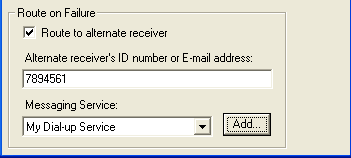 Route on Failure
Route to alternate receiver
Alternate receiver's ID number or E-mail address:
7894561
Messaging Service:
My Dial-up Service
Add...